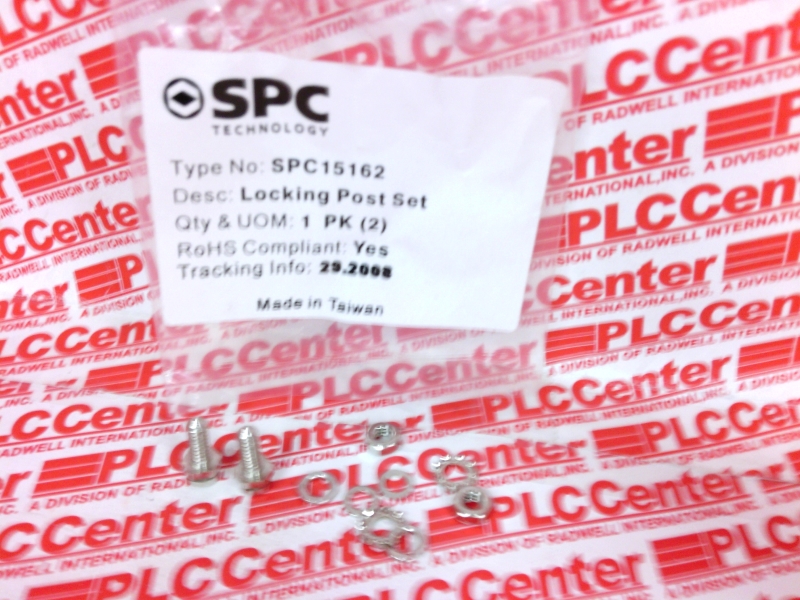 SPC
TECHNOLOGY
Type No: SPC15162
Desc: Locking Post Set
Qty & UOM: 1 PK (2)
RoHS Compliant: Yes
Tracking Info: 29.2008
Made in Taiwan
PLCCenter
A DIVISION OF RADWELL INTERNATIONAL, INC.